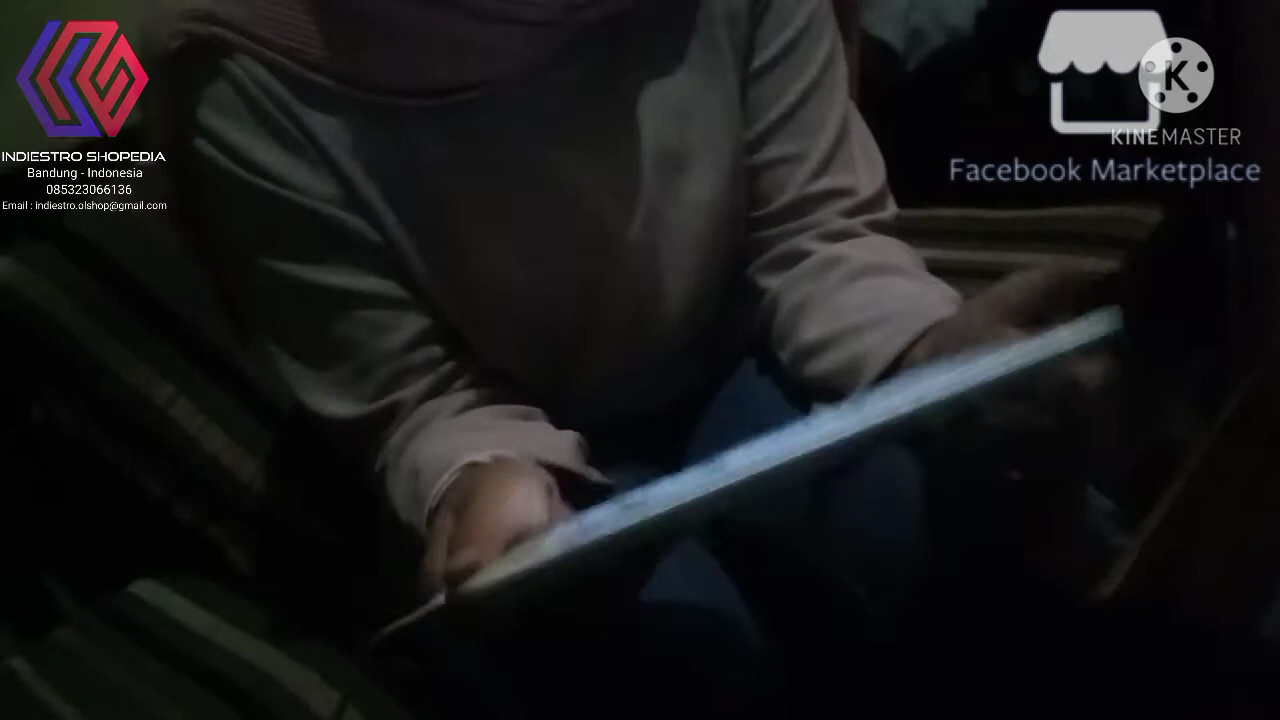 INDIESTRO SHOPEDIA
Bandung - Indonesia
085323066136
Email : indiestro.olshop@gmail.com
K
KINEMASTER
Facebook Marketplace